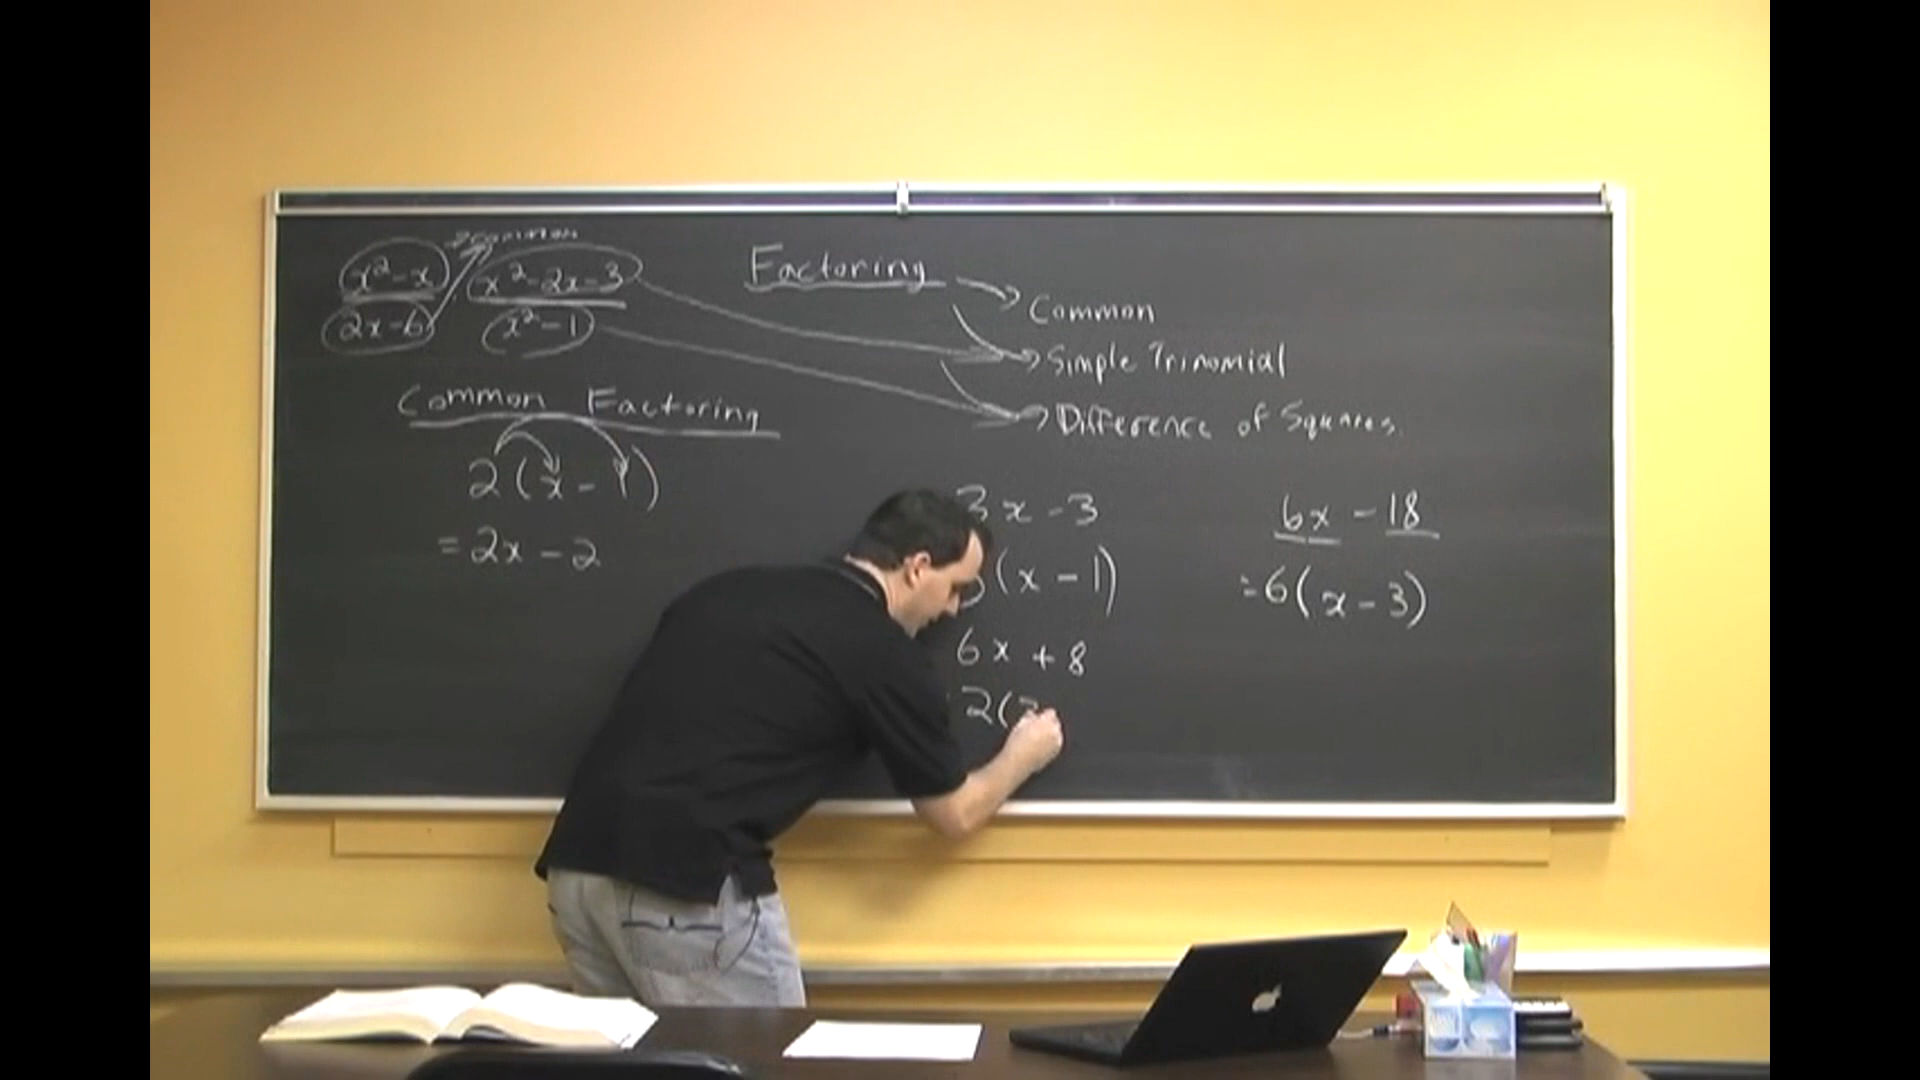 → common
x² - x   x² - 2x - 3
2x - 6   x² - 1
Factoring
Common
Simple Trinomial
Difference of Squares.
Common Factoring
2(x - 1)
= 2x - 2
3x - 3
(x - 1)
6x + 8
2(
6x - 18
= 6(x - 3)